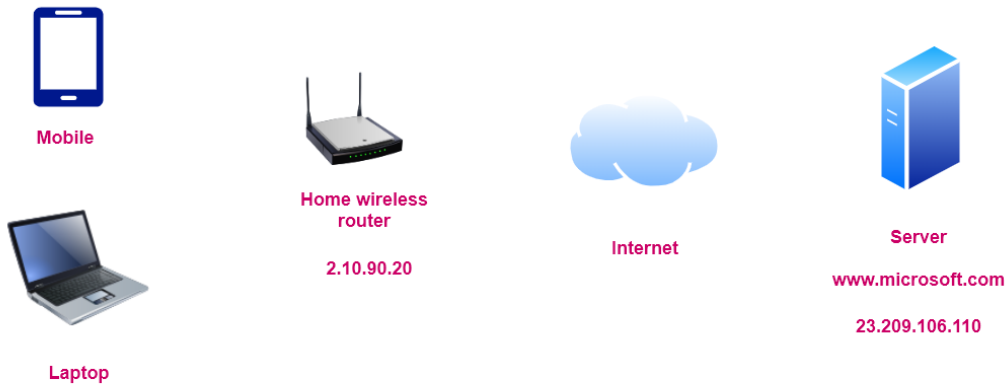 Mobile
Laptop
Home wireless
router
2.10.90.20
Internet
Server
www.microsoft.com
23.209.106.110